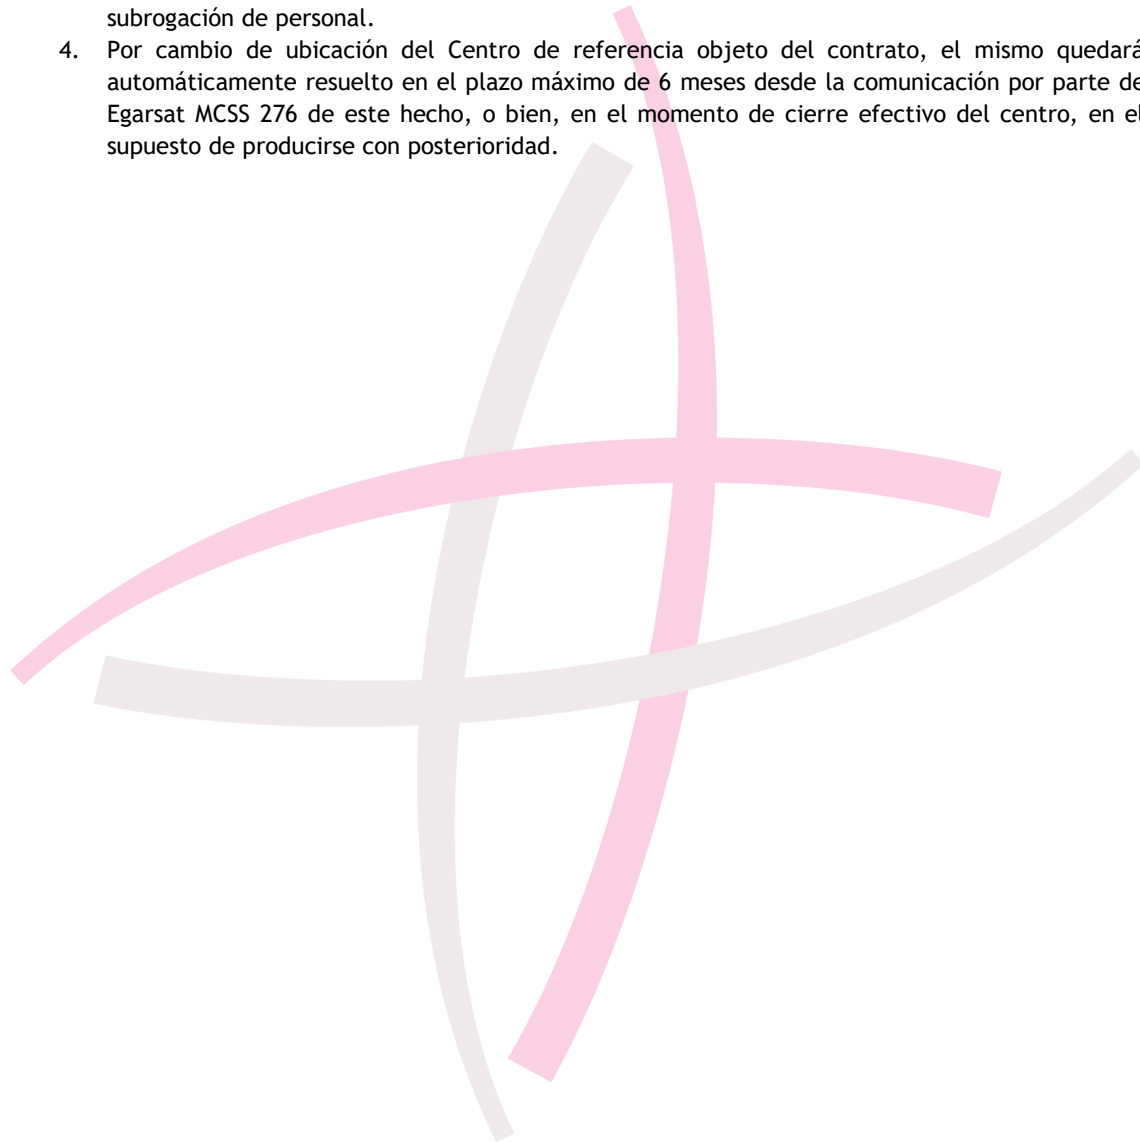 subrogación de personal.
4. Por cambio de ubicación del Centro de referencia objeto del contrato, el mismo quedará
automáticamente resuelto en el plazo máximo de 6 meses desde la comunicación por parte de
Egarsat MCSS 276 de este hecho, o bien, en el momento de cierre efectivo del centro, en el
supuesto de producirse con posterioridad.